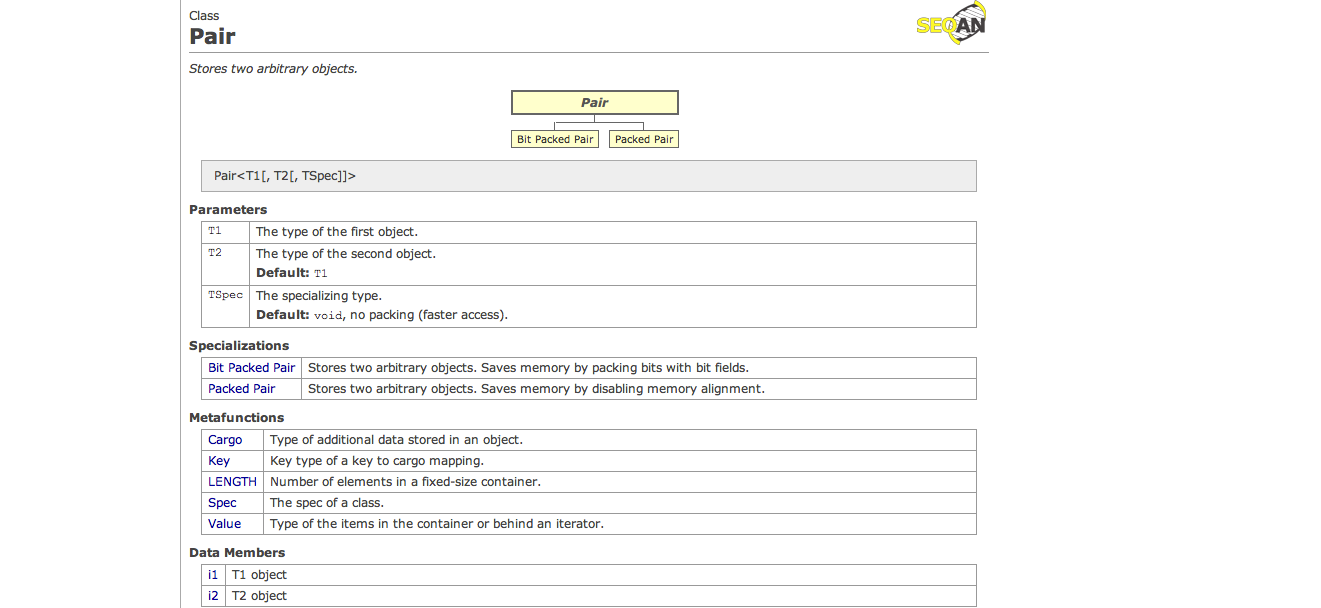 Class
SEQAN
Pair
Stores two arbitrary objects.
Pair
Bit Packed Pair Packed Pair
Pair<T1[, T2[, TSpec]]>
Parameters
T1 The type of the first object.
T2 The type of the second object.
Default: T1
TSpec The specializing type.
Default: void, no packing (faster access).
Specializations
Bit Packed Pair Stores two arbitrary objects. Saves memory by packing bits with bit fields.
Packed Pair Stores two arbitrary objects. Saves memory by disabling memory alignment.
Metafunctions
Cargo Type of additional data stored in an object.
Key Key type of a key to cargo mapping.
LENGTH Number of elements in a fixed-size container.
Spec The spec of a class.
Value Type of the items in the container or behind an iterator.
Data Members
i1 T1 object
i2 T2 object